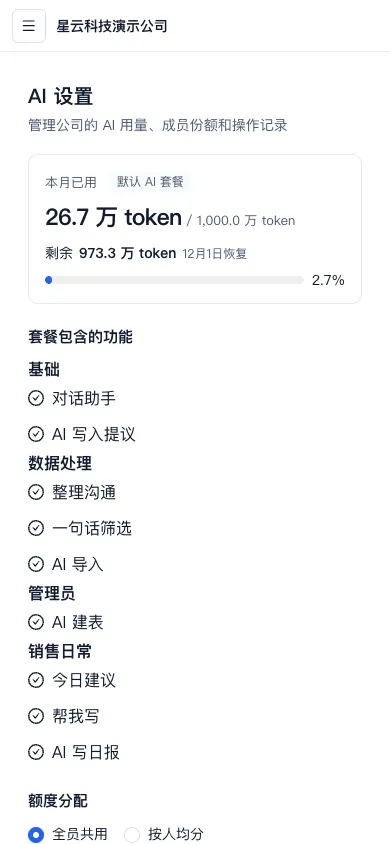 星云科技演示公司
AI 设置
管理公司的 AI 用量、成员份额和操作记录
本月已用 默认 AI 套餐
26.7 万 token / 1,000.0 万 token
剩余 973.3 万 token 12月1日恢复
2.7%
套餐包含的功能
基础
对话助手
AI 写入提议
数据处理
整理沟通
一句话筛选
AI 导入
管理员
AI 建表
销售日常
今日建议
帮我写
AI 写日报
额度分配
全员共用 按人均分